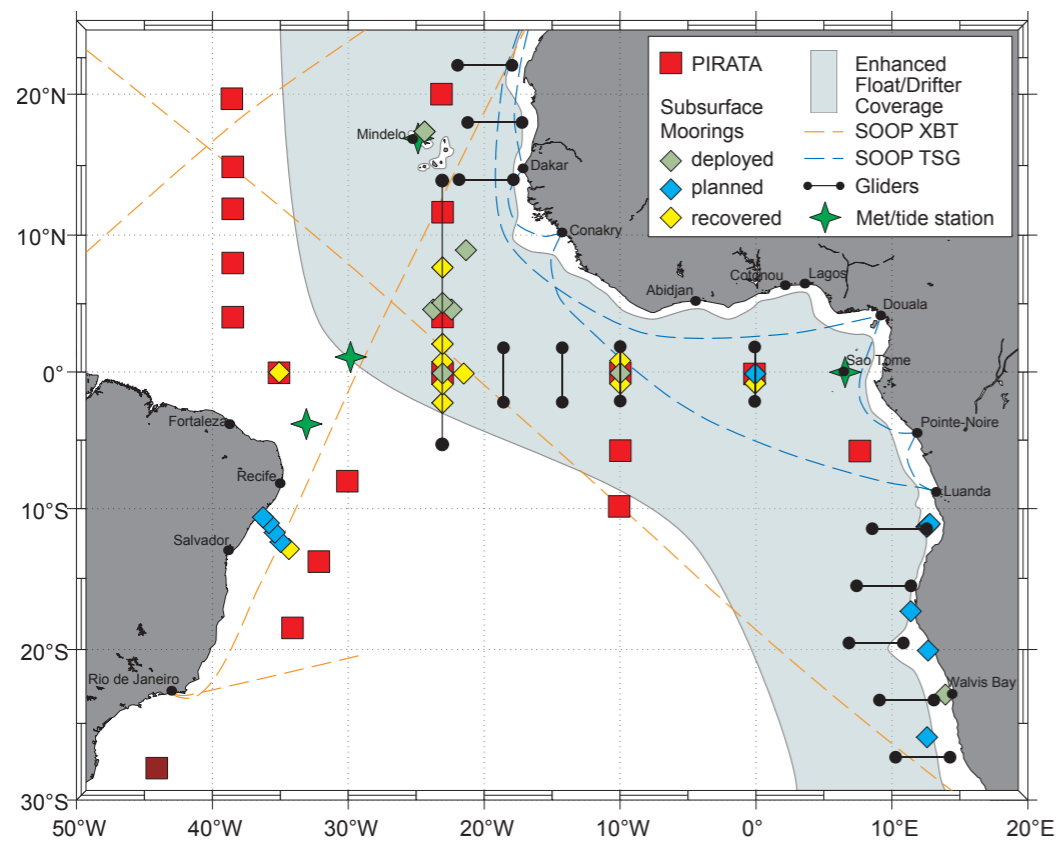 PIRATA
Subsurface
Moorings
deployed
planned
recovered
Enhanced
Float/Drifter
Coverage
SOOP XBT
SOOP TSG
Gliders
Met/tide station
20°N
10°N
0°
10°S
20°S
30°S
50°W
40°W
30°W
20°W
10°W
0°
10°E
20°E
Mindelo
Dakar
Conakry
Abidjan
Cotonou
Lagos
Douala
Sao Tome
Pointe-Noire
Luanda
Walvis Bay
Fortaleza
Recife
Salvador
Rio de Janeiro